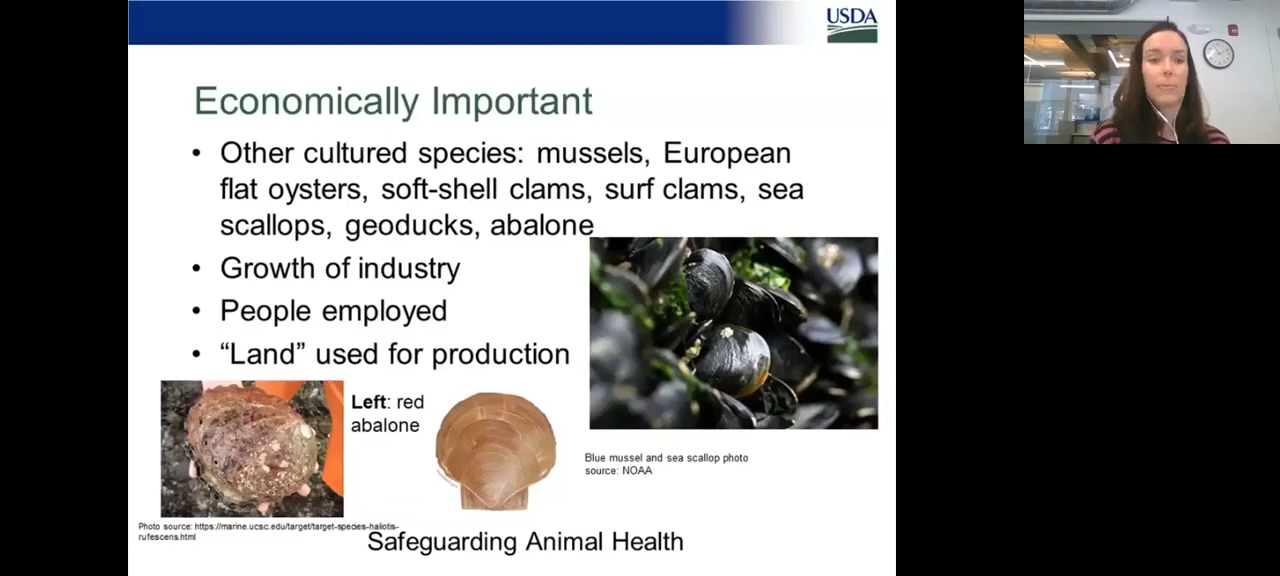 USDA
Economically Important
• Other cultured species: mussels, European
flat oysters, soft-shell clams, surf clams, sea
scallops, geoducks, abalone
• Growth of industry
• People employed
• “Land” used for production
Left: red
abalone
Blue mussel and sea scallop photo
source: NOAA
Photo source: https://marine.ucsc.edu/target/target-species-haliotis-
rufescens.html
Safeguarding Animal Health